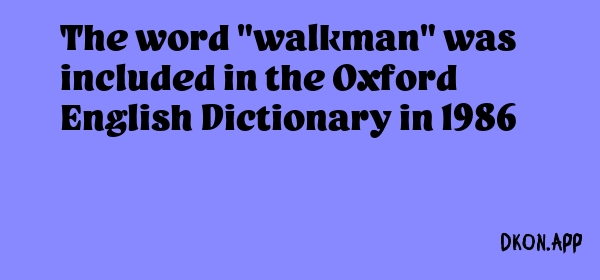 The word "walkman" was
included in the Oxford
English Dictionary in 1986
DKON.APP